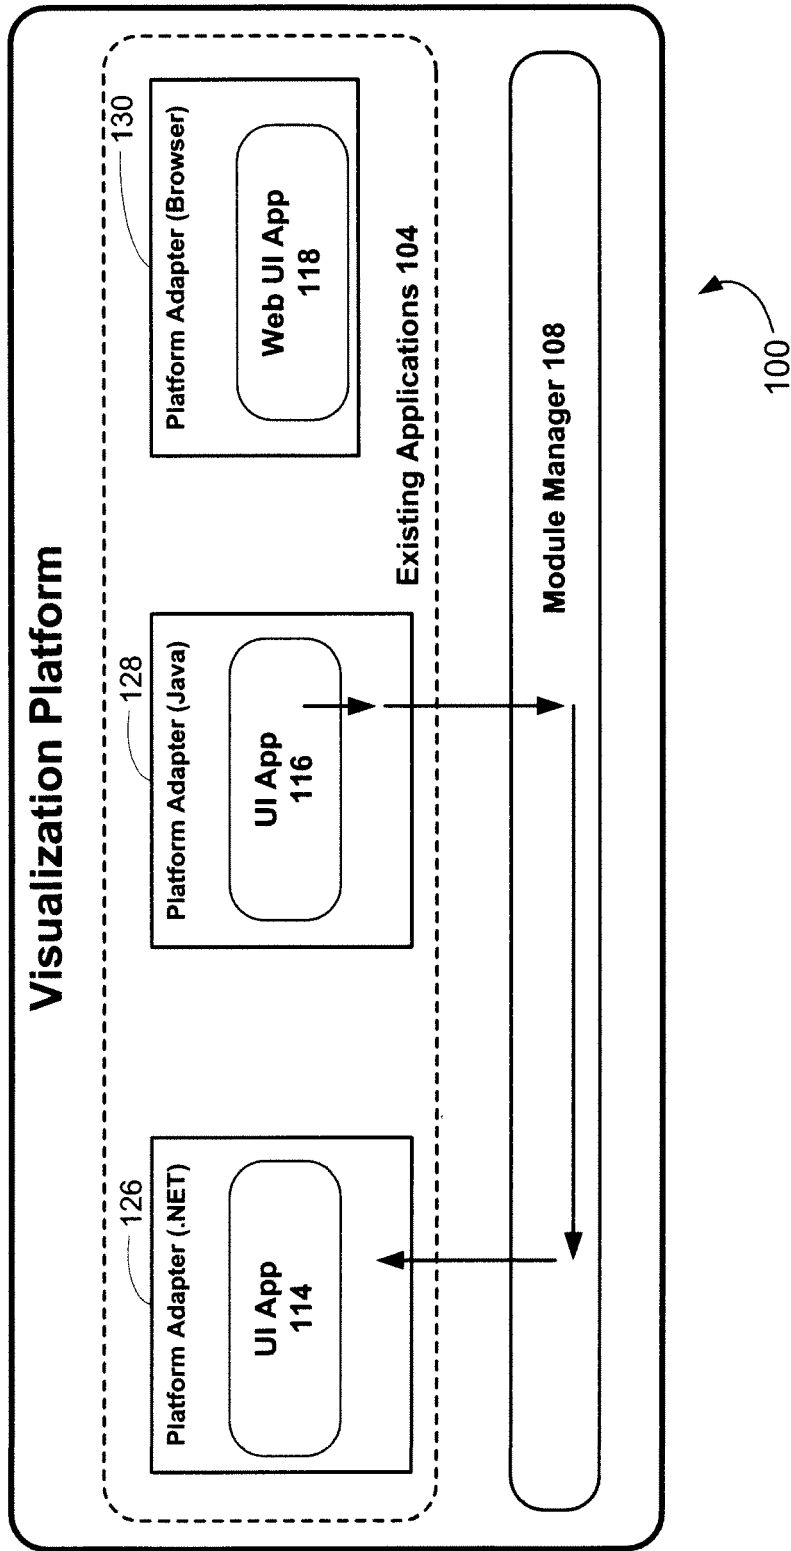 Visualization Platform
126
128
130
Platform Adapter (.NET)
Platform Adapter (Java)
Platform Adapter (Browser)
UI App
114
UI App
116
Web UI App
118
Existing Applications 104
Module Manager 108
100